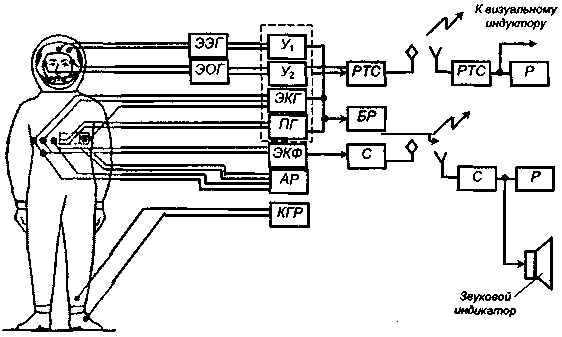 К визуальному
индуктору
ЭЭГ
У₁
ЭОГ
У₂
РТС
РТС
Р
ЭКГ
ПГ
БР
ЭКФ
С
С
Р
АР
КГР
Звуковой
индикатор